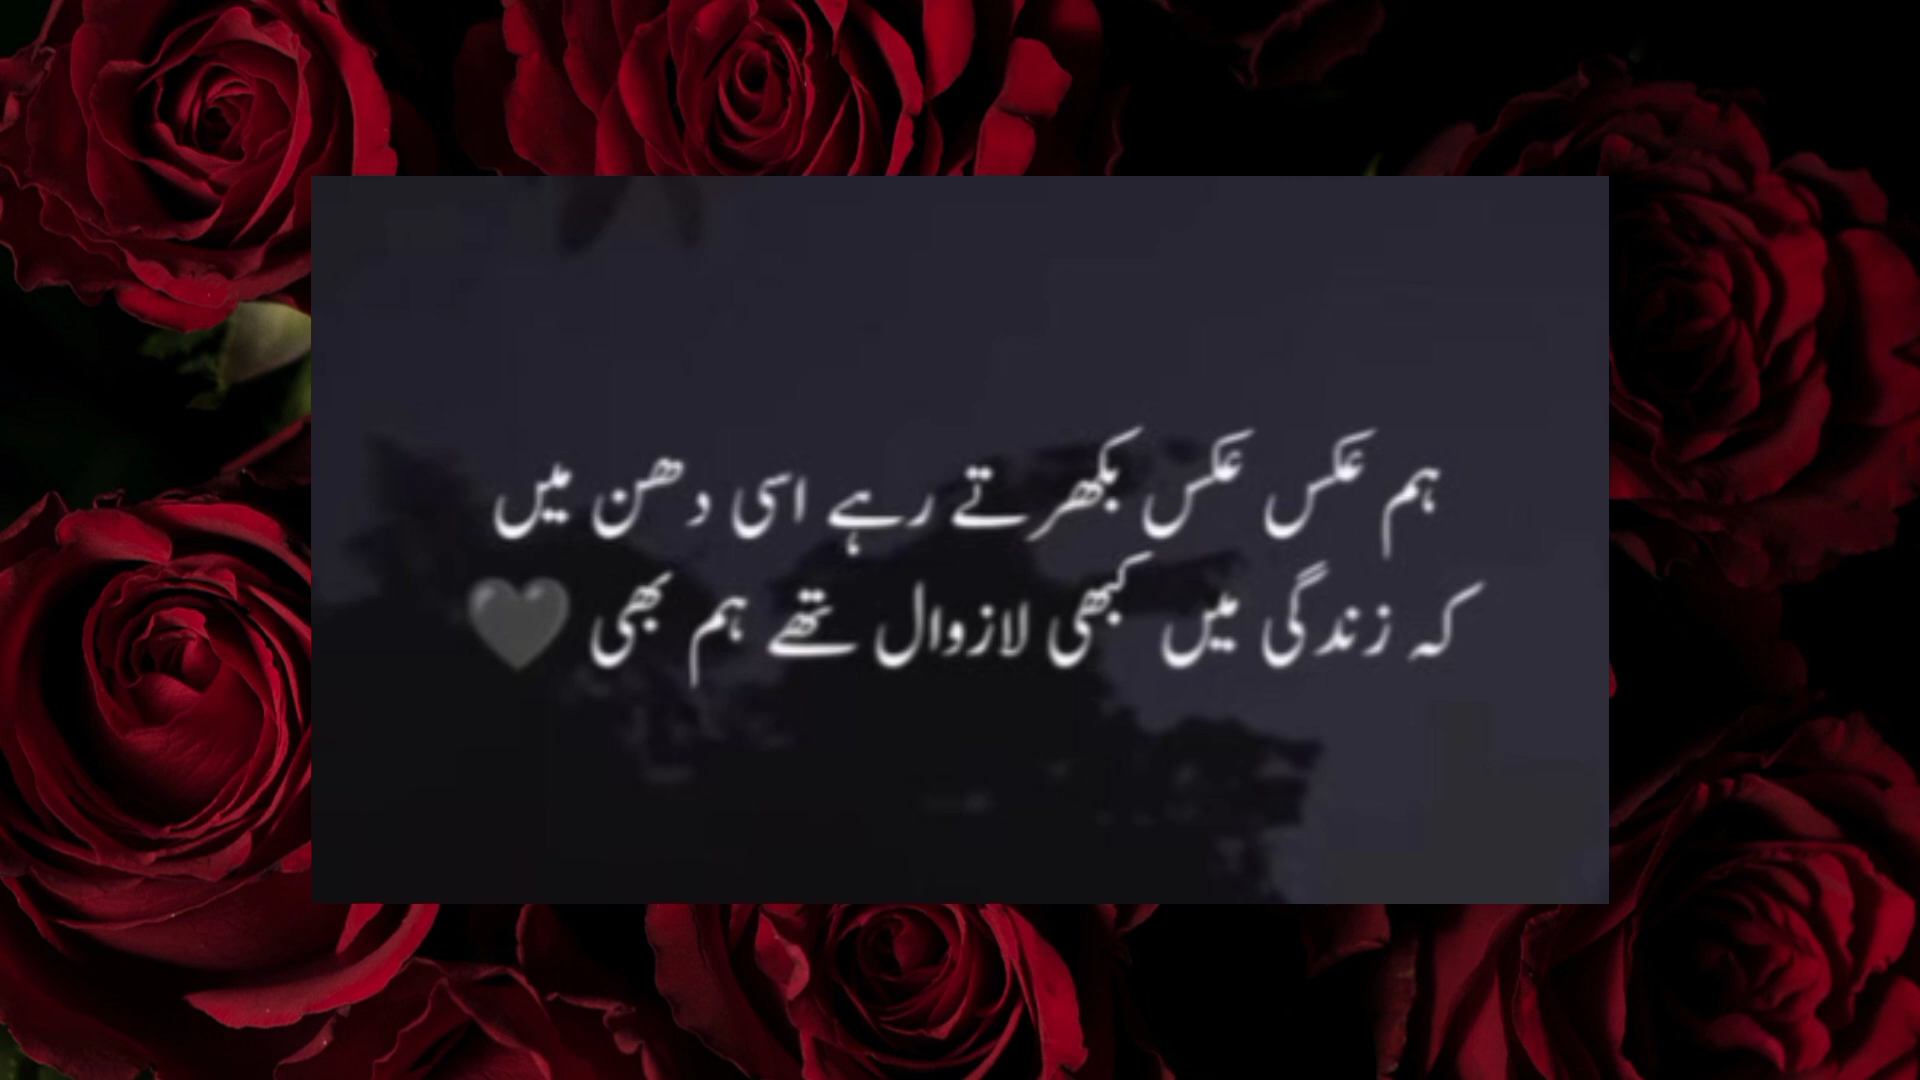 ہم عکس عکس بکھرتے رہے اسی دھن میں
کہ زندگی میں کبھی لازوال تھے ہم بھی 🖤